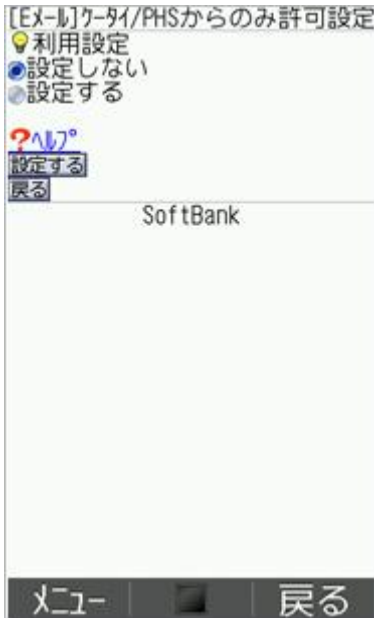 [Eﾒｰﾙ]ｹｰﾀｲ/PHSからのみ許可設定
利用設定
設定しない
設定する
?ﾍﾙﾌﾟ
設定する
戻る
SoftBank
ﾒﾆｭｰ 戻る